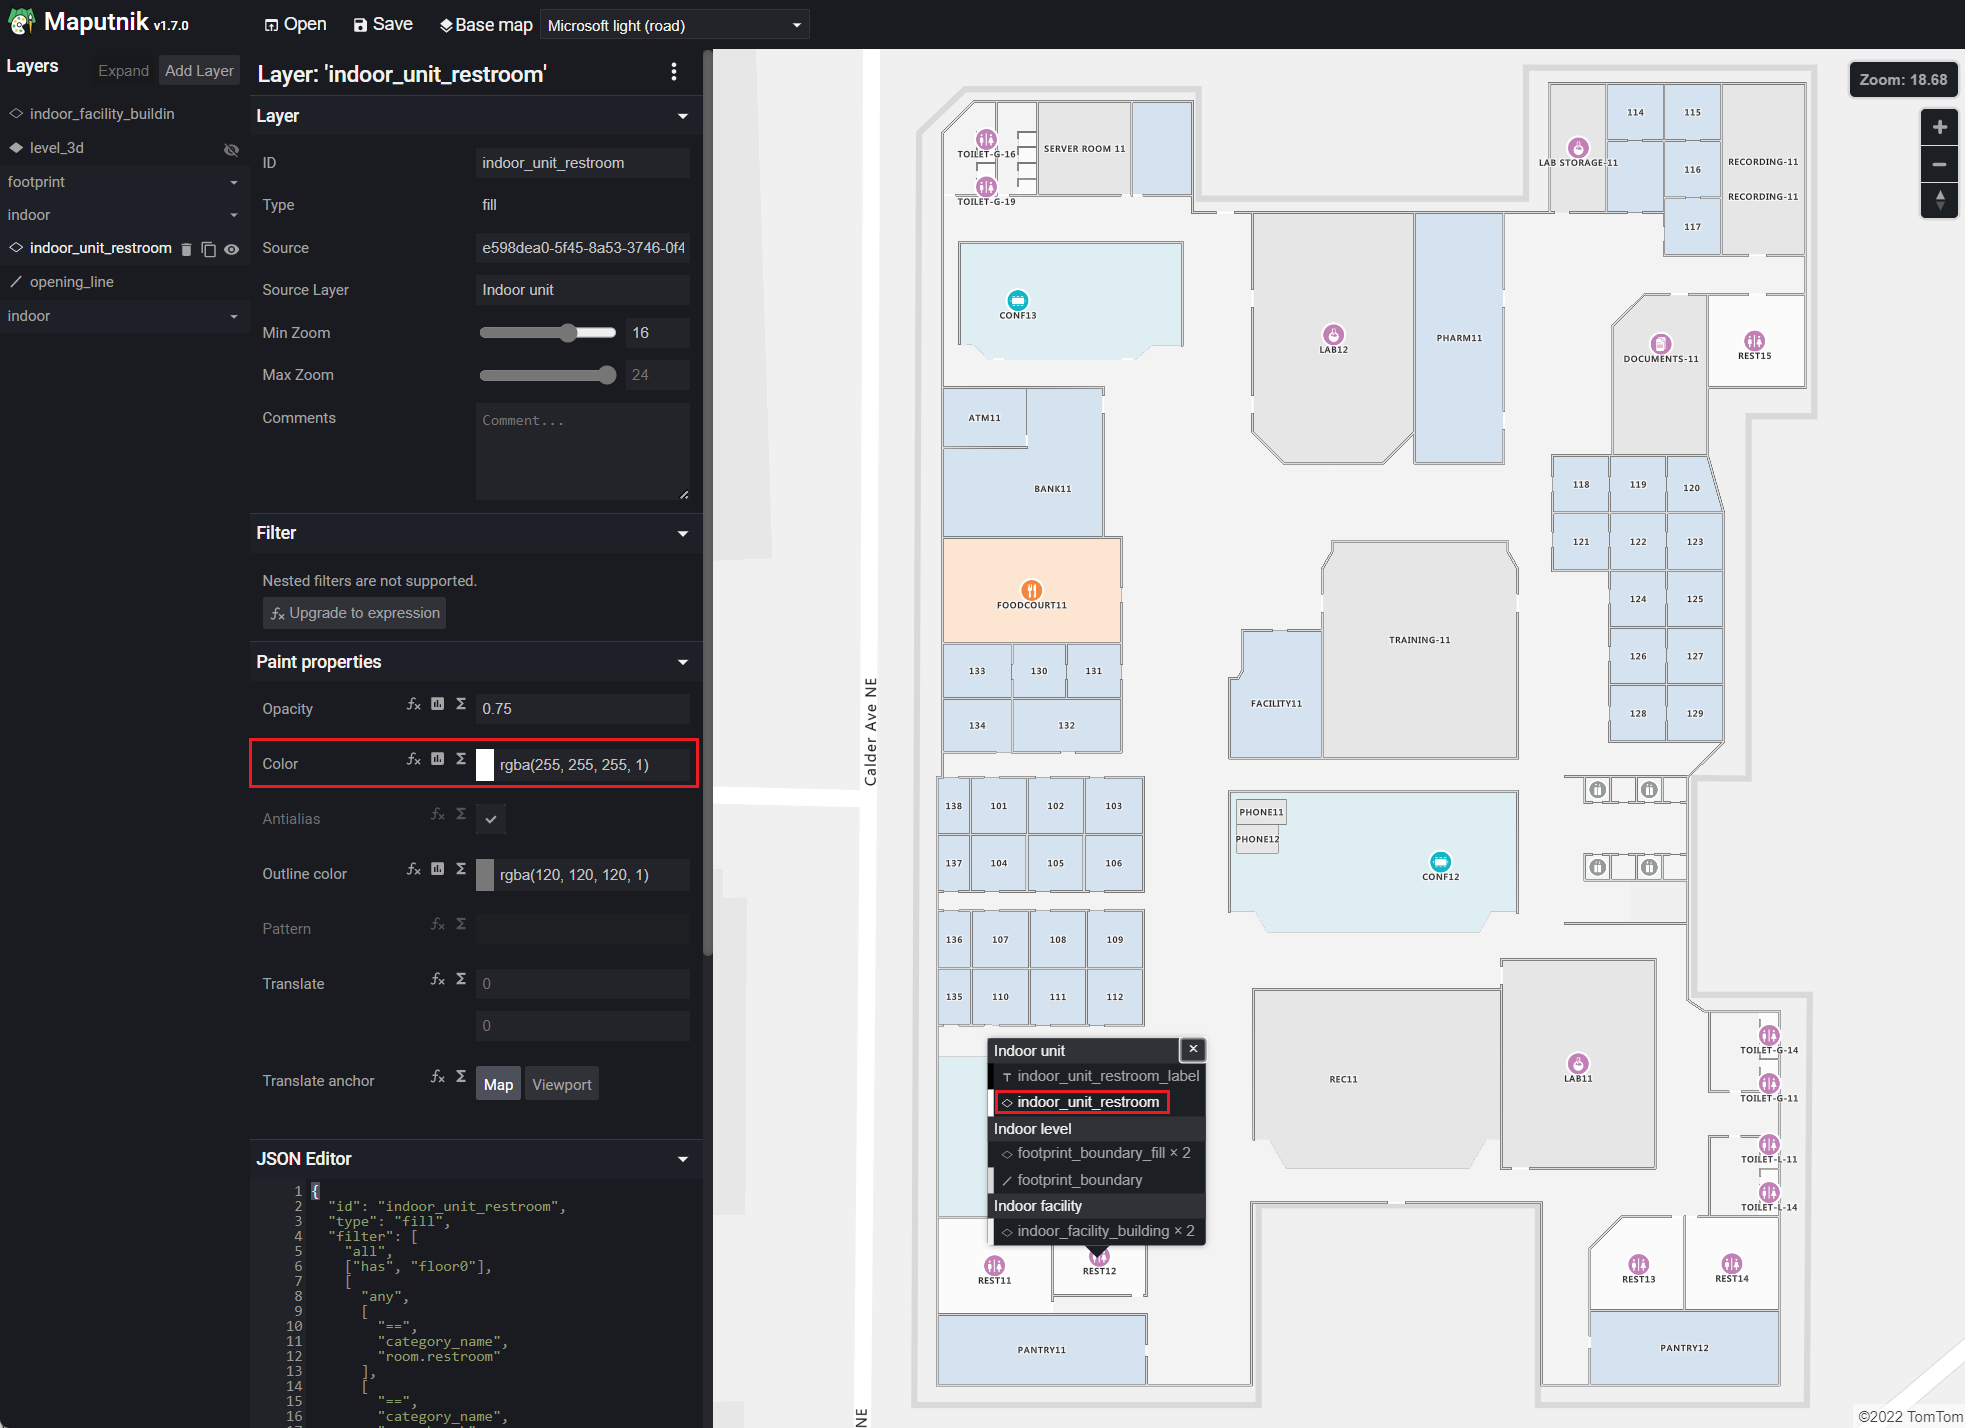 Maputnik v1.7.0
Open
Save
Base map
Microsoft light (road)
Layers
Expand
Add Layer
indoor_facility_buildin
level_3d
footprint
indoor
indoor_unit_restroom
opening_line
indoor
Layer: 'indoor_unit_restroom'
Layer
ID
indoor_unit_restroom
Type
fill
Source
e598dea0-5f45-8a53-3746-0f4
Source Layer
Indoor unit
Min Zoom
16
Max Zoom
24
Comments
Comment...
Filter
Nested filters are not supported.
Upgrade to expression
Paint properties
Opacity
0.75
Color
rgba(255, 255, 255, 1)
Antialias
Outline color
rgba(120, 120, 120, 1)
Pattern
Translate
0
0
Translate anchor
Map
Viewport
JSON Editor
1 {
2 "id": "indoor_unit_restroom",
3 "type": "fill",
4 "filter": [
5 "all",
6 ["has", "floor0"],
7 [
8 "any",
9 [
10 "==",
11 "category_name",
12 "room.restroom"
13 ],
14 [
15 "==",
16 "category_name",
Zoom: 18.68
TOILET-G-16
SERVER ROOM 11
TOILET-G-19
LAB STORAGE-11
114
115
116
117
RECORDING-11
RECORDING-11
CONF13
LAB12
PHARM11
DOCUMENTS-11
REST15
ATM11
BANK11
118
119
120
121
122
123
124
125
126
127
128
129
FOODCOURT11
TRAINING-11
FACILITY11
133
130
131
134
132
Calder Ave NE
138
101
102
103
137
104
105
106
PHONE11
PHONE12
CONF12
136
107
108
109
135
110
111
112
Indoor unit
indoor_unit_restroom_label
indoor_unit_restroom
Indoor level
footprint_boundary_fill × 2
footprint_boundary
Indoor facility
indoor_facility_building × 2
REC11
LAB11
TOILET-G-14
TOILET-G-11
TOILET-L-11
TOILET-L-14
REST11
REST12
REST13
REST14
PANTRY11
PANTRY12
NE
©2022 TomTom